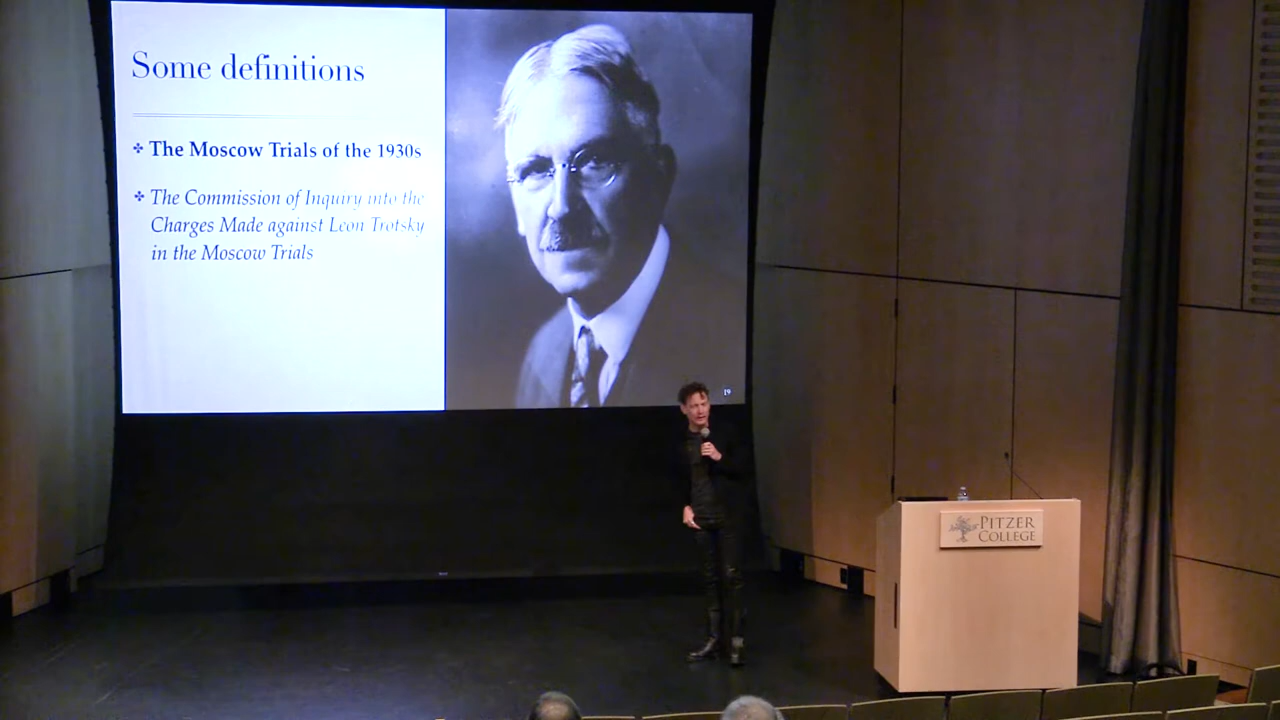 Some definitions
❖ The Moscow Trials of the 1930s
❖ The Commission of Inquiry into the
Charges Made against Leon Trotsky
in the Moscow Trials
19
PITZER
COLLEGE